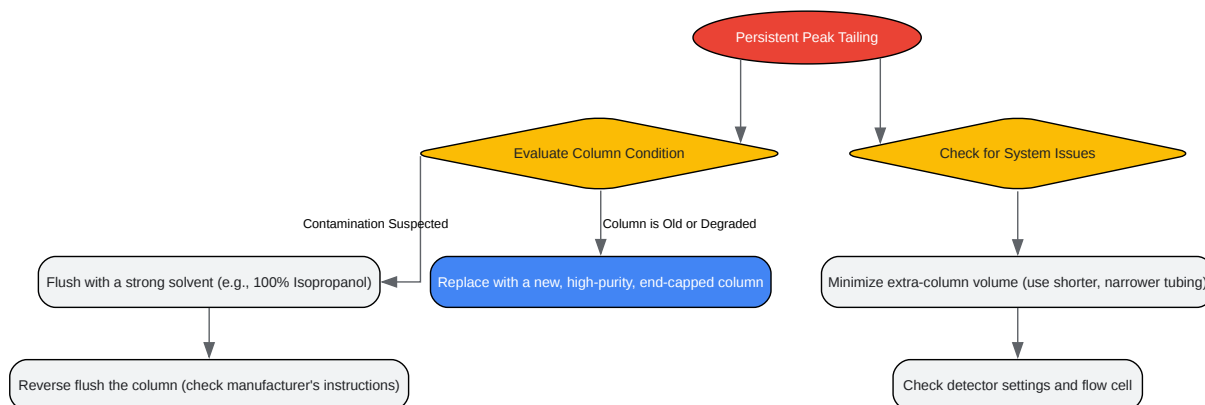 Persistent Peak Tailing
Evaluate Column Condition
Check for System Issues
Contamination Suspected
Column is Old or Degraded
Flush with a strong solvent (e.g., 100% Isopropanol)
Replace with a new, high-purity, end-capped column
Minimize extra-column volume (use shorter, narrower tubing)
Reverse flush the column (check manufacturer's instructions)
Check detector settings and flow cell